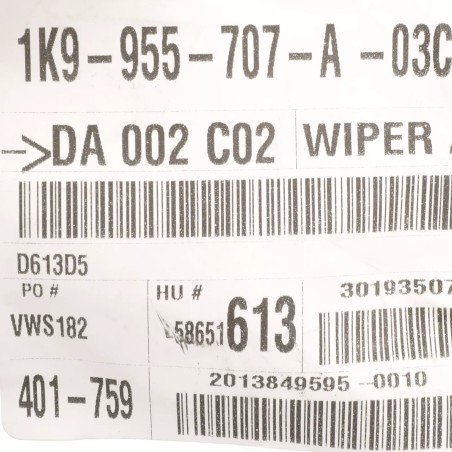 1K9-955-707-A -03C
->DA 002 C02 WIPER
D613D5
PO #
VWS182
HU #
58651613
30193507
401-759
2013849595-0010